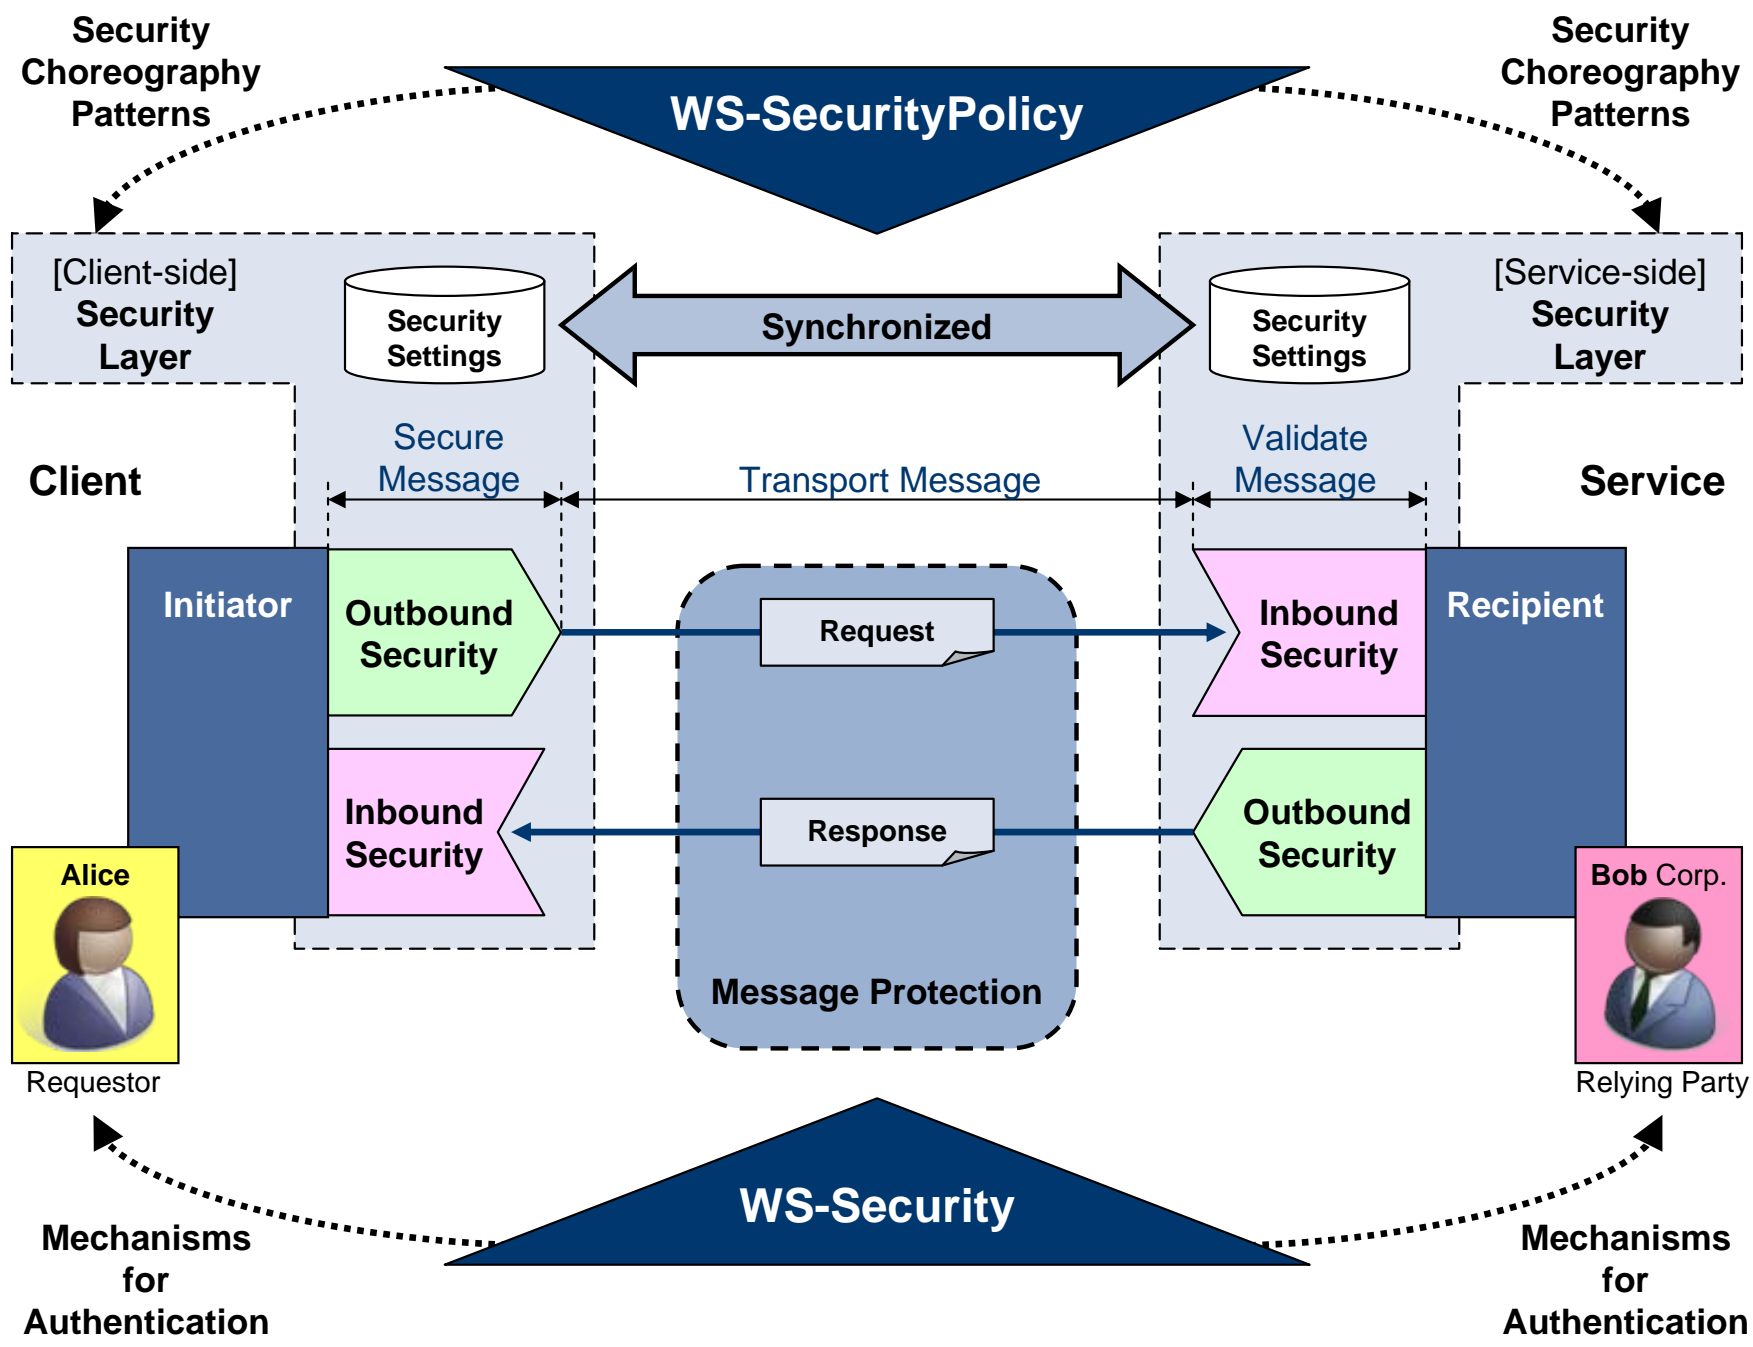 Security
Choreography
Patterns
WS-SecurityPolicy
Security
Choreography
Patterns
[Client-side]
Security
Layer
Security
Settings
Synchronized
Security
Settings
[Service-side]
Security
Layer
Client
Secure
Message
Transport Message
Validate
Message
Service
Initiator
Outbound
Security
Request
Inbound
Security
Recipient
Inbound
Security
Response
Outbound
Security
Alice
Requestor
Message Protection
Bob Corp.
Relying Party
WS-Security
Mechanisms
for
Authentication
Mechanisms
for
Authentication